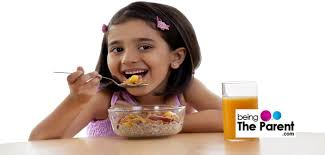 being
The Parent
.com